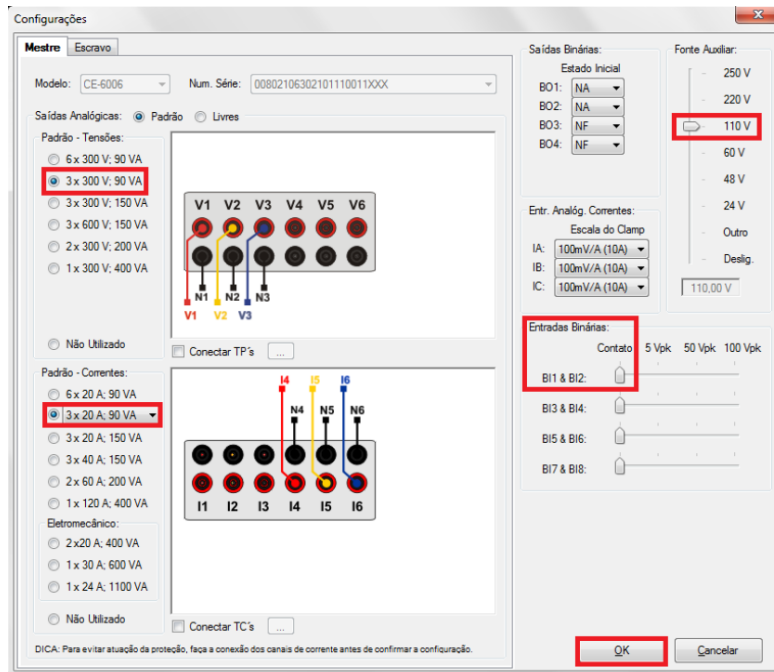 Configurações
Mestre Escravo
Modelo: CE-6006 Num. Série: 00802106302101110011XXX
Saídas Analógicas: Padrão Livres
Padrão - Tensões:
6 x 300 V; 90 VA
3 x 300 V; 90 VA
3 x 300 V; 150 VA
3 x 600 V; 150 VA
2 x 300 V; 200 VA
1 x 300 V; 400 VA
Não Utilizado
V1 V2 V3 V4 V5 V6
N1 N2 N3
V1 V2 V3
Conectar TP´s ...
Padrão - Correntes:
6 x 20 A; 90 VA
3 x 20 A; 90 VA
3 x 20 A; 150 VA
3 x 40 A; 150 VA
2 x 60 A; 200 VA
1 x 120 A; 400 VA
Eletromecânico:
2 x20 A; 400 VA
1 x 30 A; 600 VA
1 x 24 A; 1100 VA
Não Utilizado
I4 I5 I6
N4 N5 N6
I1 I2 I3 I4 I5 I6
Conectar TC´s ...
DICA: Para evitar atuação da proteção, faça a conexão dos canais de corrente antes de confirmar a configuração.
Saídas Binárias:
Estado Inicial
BO1: NA
BO2: NA
BO3: NF
BO4: NF
Fonte Auxiliar:
250 V
220 V
110 V
60 V
48 V
24 V
Outro
Deslig.
110,00 V
Entr. Analóg. Correntes:
Escala do Clamp
IA: 100mV/A (10A)
IB: 100mV/A (10A)
IC: 100mV/A (10A)
Entradas Binárias:
Contato 5 Vpk 50 Vpk 100 Vpk
BI1 & BI2:
BI3 & BI4:
BI5 & BI6:
BI7 & BI8:
OK Cancelar